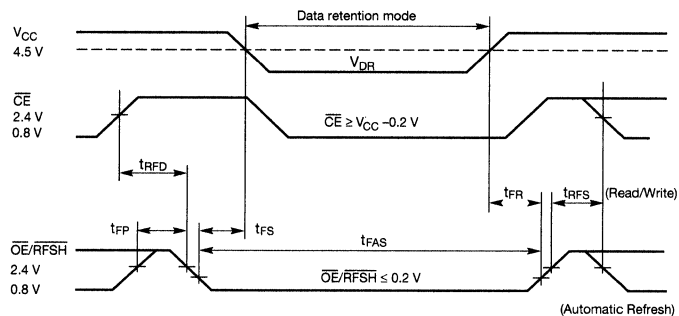 Data retention mode
VCC
4.5 V
VDR
CE
2.4 V
0.8 V
CE ≥ VCC –0.2 V
tRFD
tFR
tRFS
(Read/Write)
tFP
tFS
tFAS
OE/RFSH
2.4 V
0.8 V
OE/RFSH ≤ 0.2 V
(Automatic Refresh)